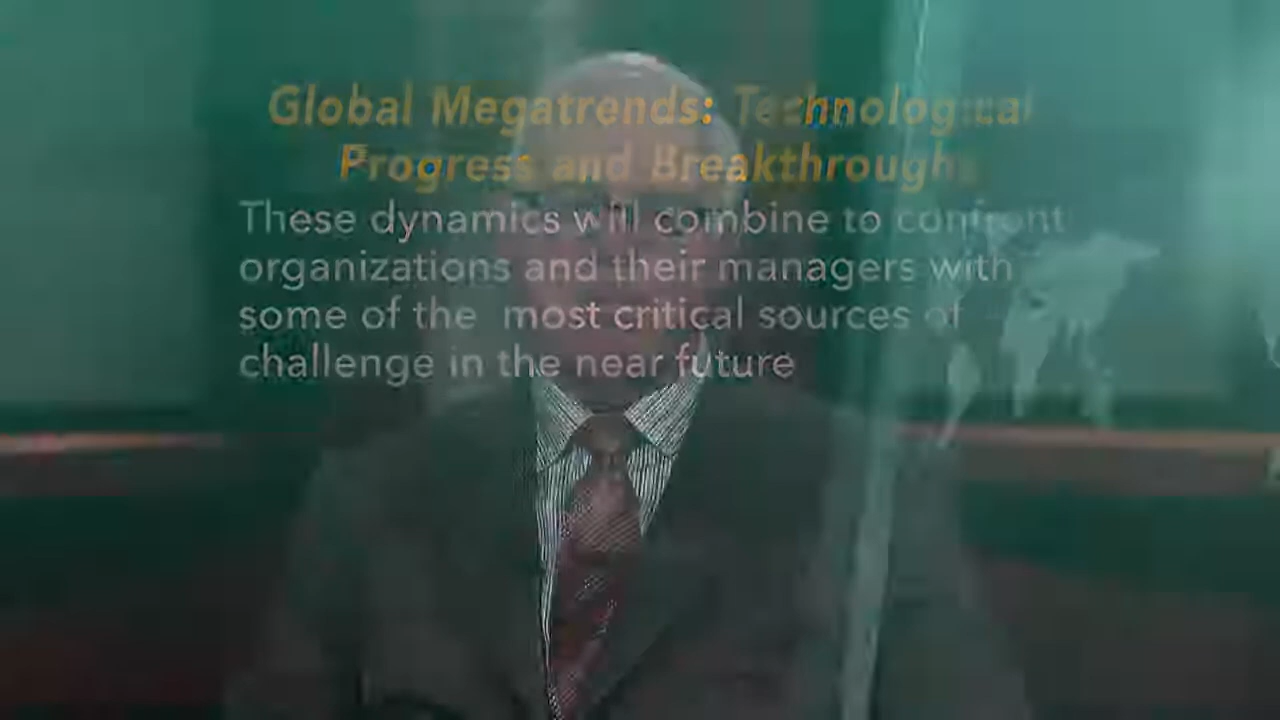 Global Megatrends: Technological
Progress and Breakthroughs
These dynamics will combine to confront
organizations and their managers with
some of the most critical sources of
challenge in the near future